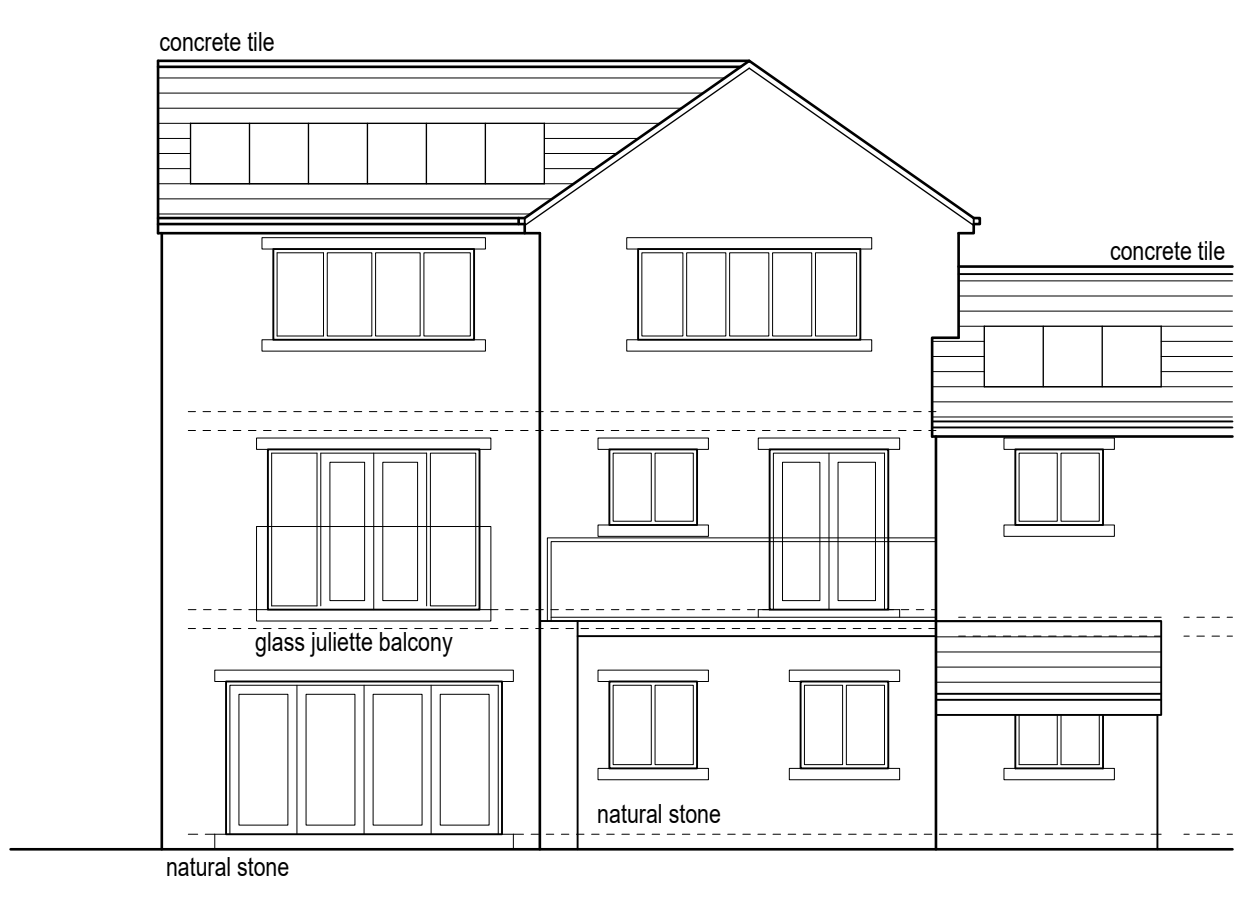 concrete tile
concrete tile
glass juliette balcony
natural stone
natural stone